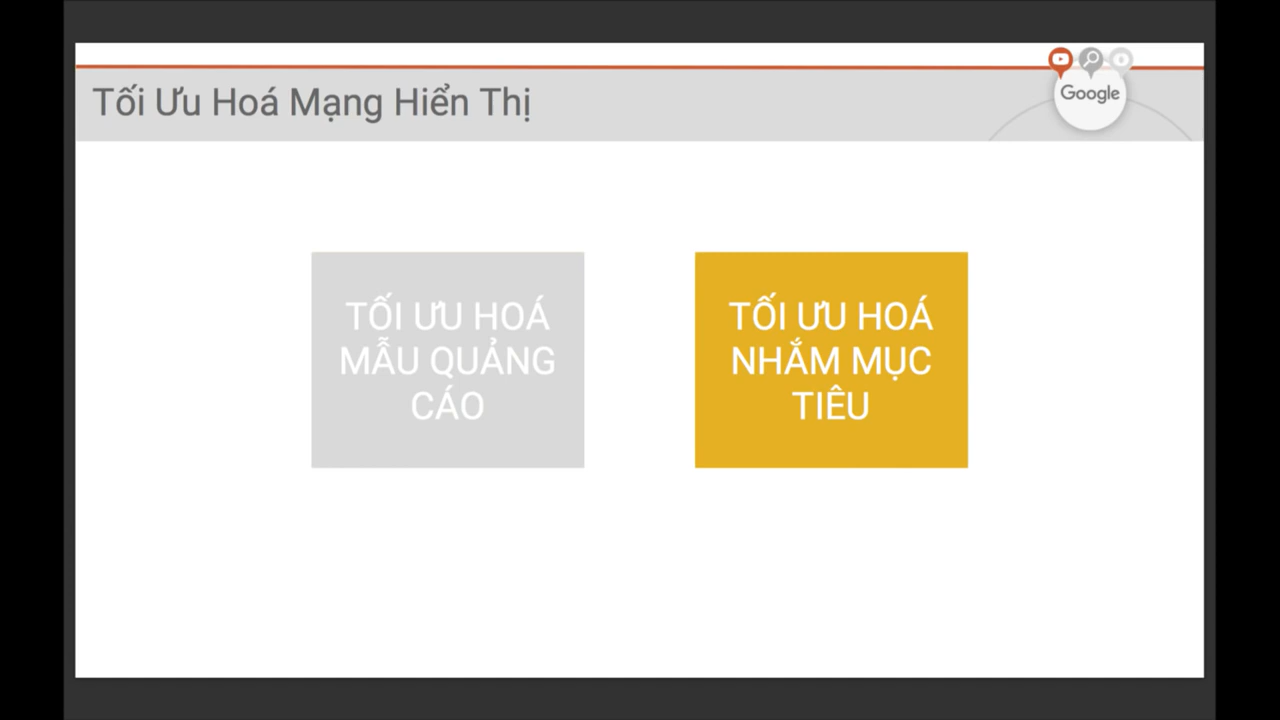 Tối Ưu Hoá Mạng Hiển Thị
Google
TỐI ƯU HOÁ
MẪU QUẢNG
CÁO
TỐI ƯU HOÁ
NHẮM MỤC
TIÊU